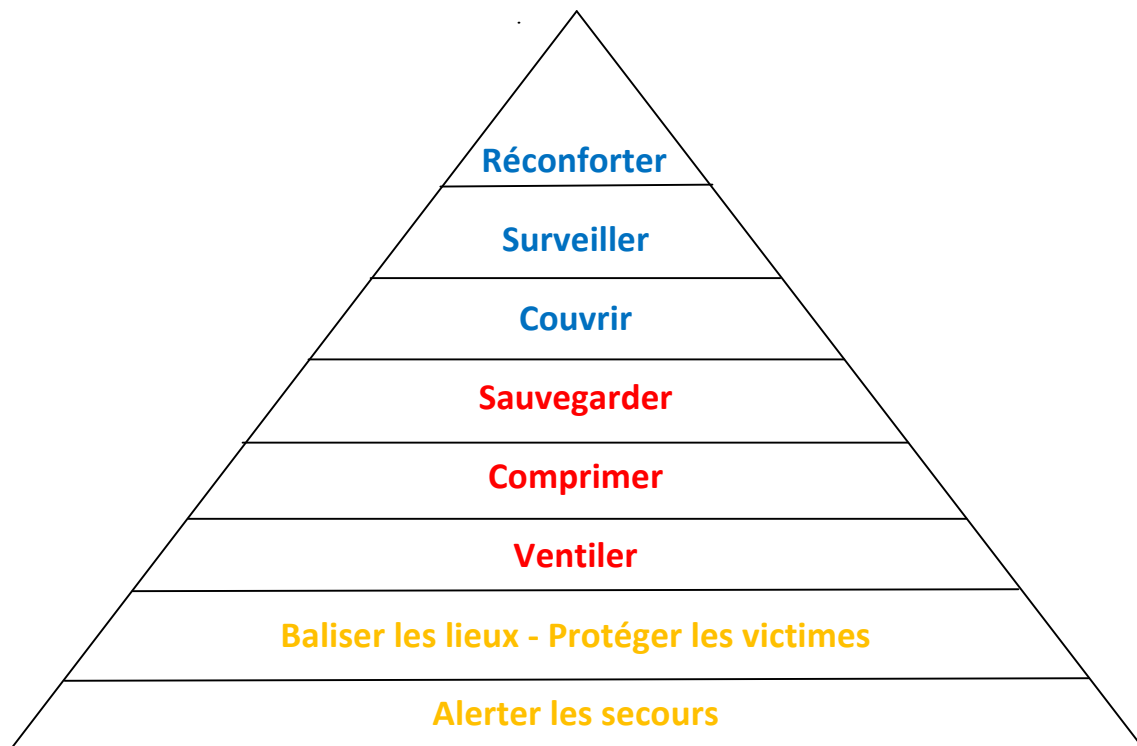 Réconforter
Surveiller
Couvrir
Sauvegarder
Comprimer
Ventiler
Baliser les lieux - Protéger les victimes
Alerter les secours